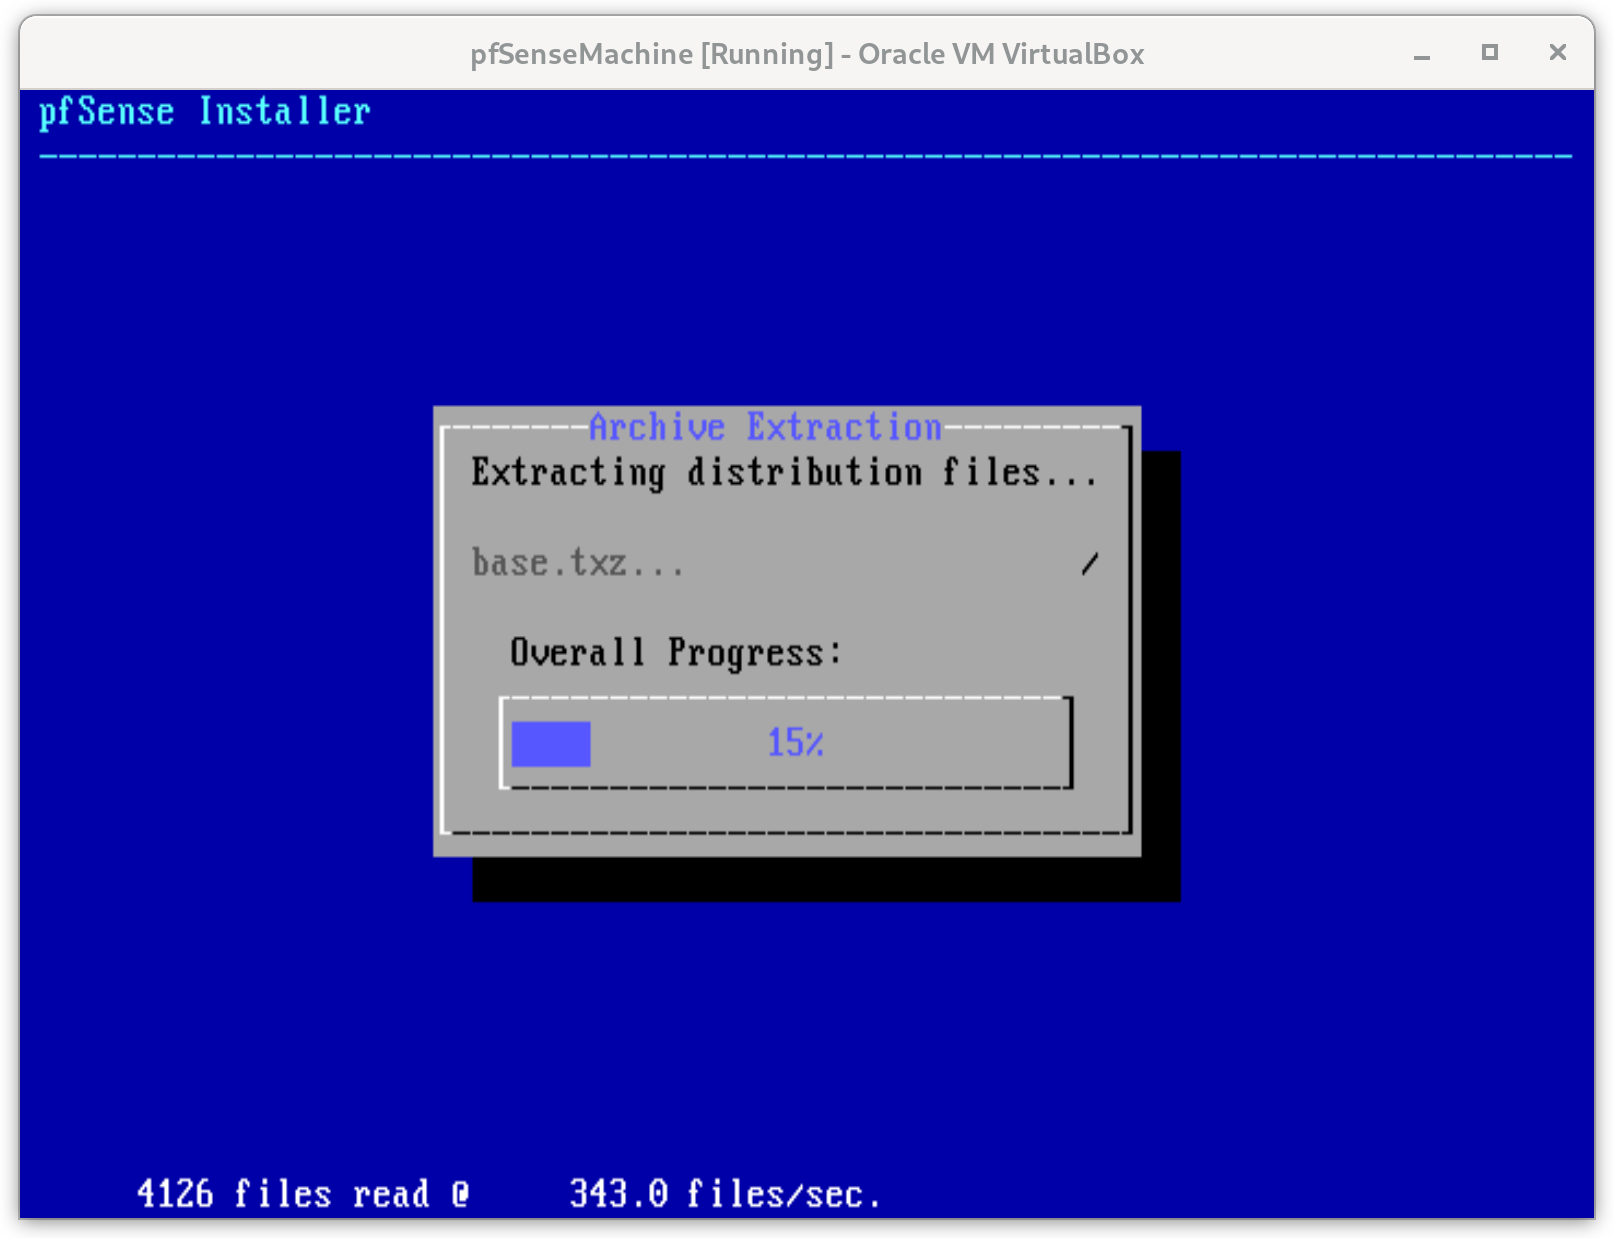 pfSenseMachine [Running] - Oracle VM VirtualBox
pfSense Installer
Archive Extraction
Extracting distribution files...
base.txz... /
Overall Progress:
15%
4126 files read @ 343.0 files/sec.